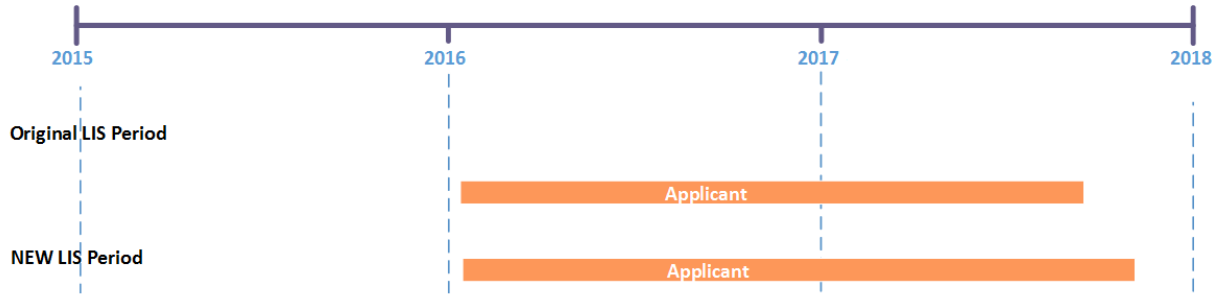 2015 2016 2017 2018
Original LIS Period
Applicant
NEW LIS Period
Applicant